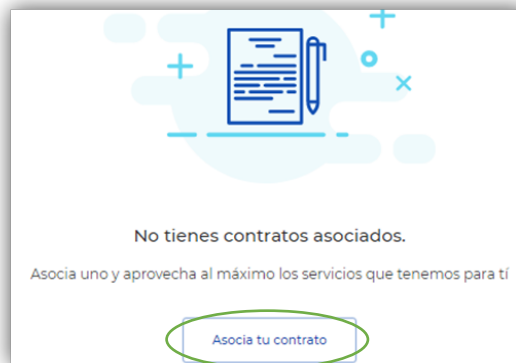 No tienes contratos asociados.
Asocia uno y aprovecha al máximo los servicios que tenemos para tí
Asocia tu contrato